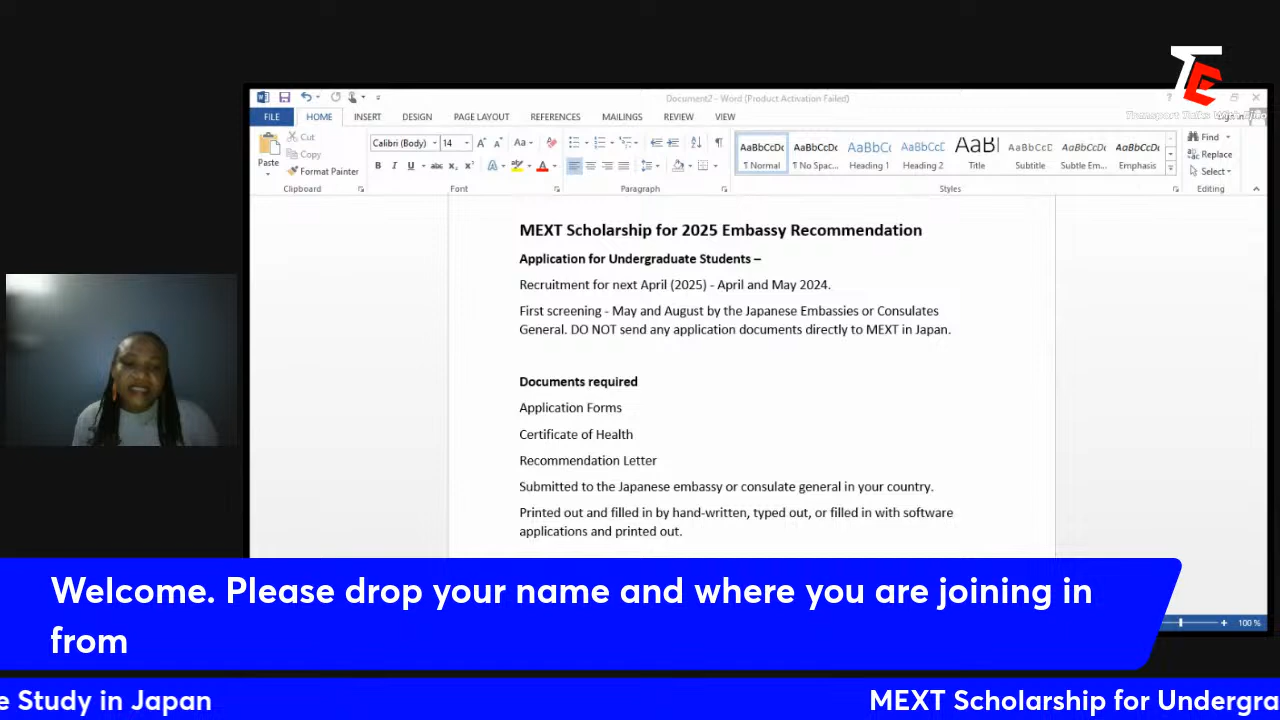 Document2 - Word (Product Activation Failed)
FILE HOME INSERT DESIGN PAGE LAYOUT REFERENCES MAILINGS REVIEW VIEW
Paste
Cut
Copy
Format Painter
Clipboard
Calibri (Body) 14
Font
Paragraph
AaBbCcDc AaBbCcDc AaBbC AaBbCcC AaBb AaBbCcD AaBbCcDc AaBbCcDc
¶ Normal ¶ No Spac... Heading 1 Heading 2 Title Subtitle Subtle Em... Emphasis
Styles
Find
Replace
Select
Editing
MEXT Scholarship for 2025 Embassy Recommendation
Application for Undergraduate Students –
Recruitment for next April (2025) - April and May 2024.
First screening - May and August by the Japanese Embassies or Consulates
General. DO NOT send any application documents directly to MEXT in Japan.
Documents required
Application Forms
Certificate of Health
Recommendation Letter
Submitted to the Japanese embassy or consulate general in your country.
Printed out and filled in by hand-written, typed out, or filled in with software
applications and printed out.
100 %
Welcome. Please drop your name and where you are joining in
from
e Study in Japan
MEXT Scholarship for Undergra